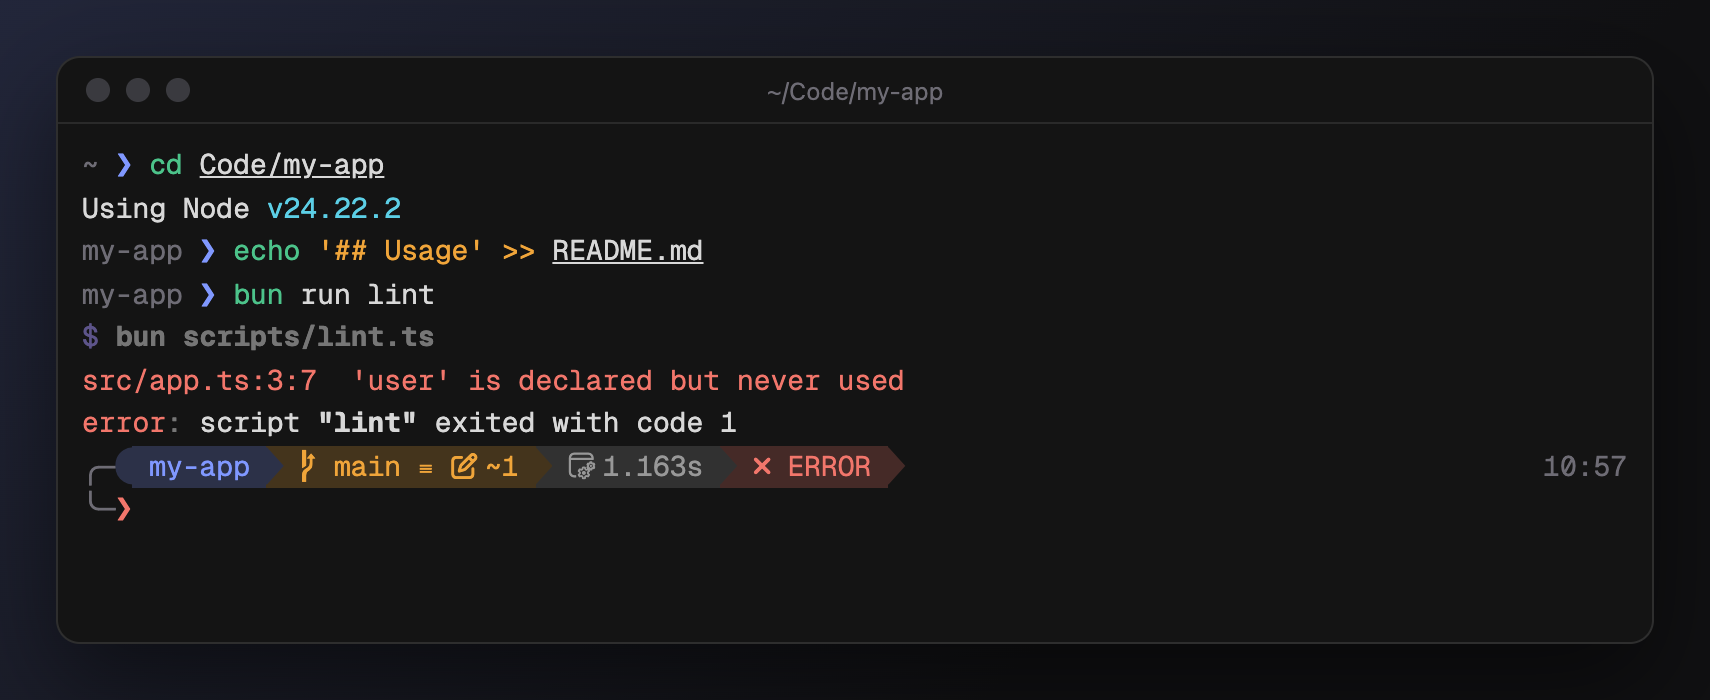 ~/Code/my-app
~ ❯ cd Code/my-app
Using Node v24.22.2
my-app ❯ echo '## Usage' >> README.md
my-app ❯ bun run lint
$ bun scripts/lint.ts
src/app.ts:3:7  'user' is declared but never used
error: script "lint" exited with code 1
my-app main ≡ ~1 1.163s ✕ ERROR 10:57
❯